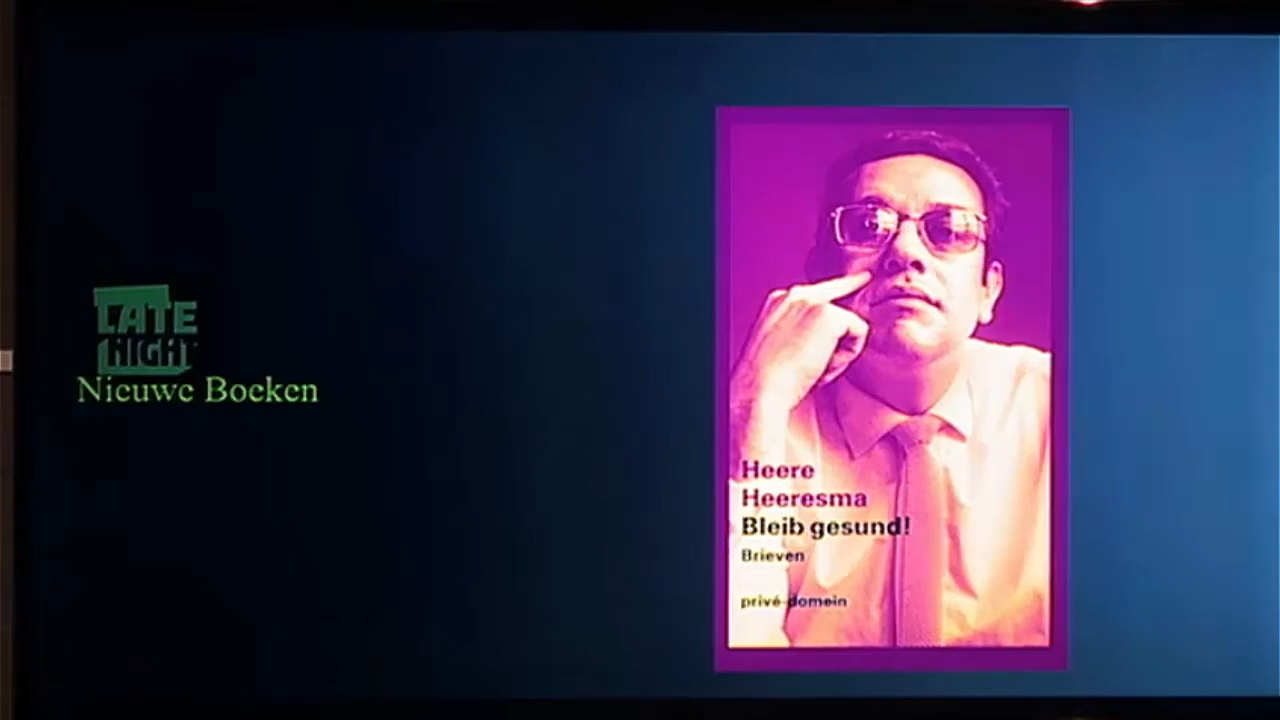 LATE
NIGHT
Nieuwe Boeken
Heere
Heeresma
Bleib gesund!
Brieven
privé-domein